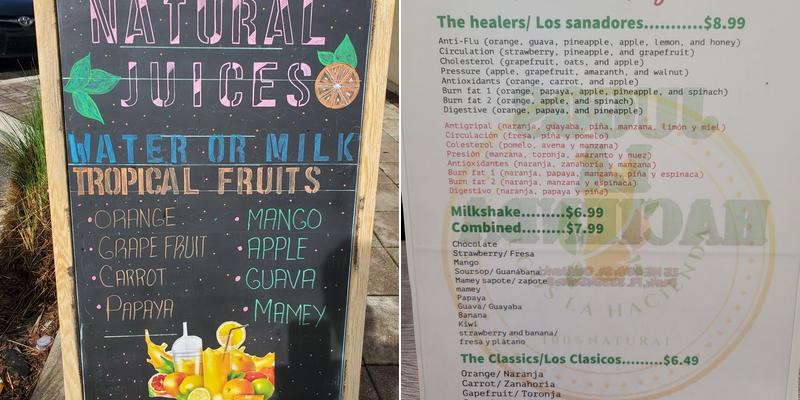 NATURAL
JUICES
WATER OR MILK
TROPICAL FRUITS
• ORANGE
• GRAPE FRUIT
• CARROT
• PAPAYA
• MANGO
• APPLE
• GUAVA
• MAMEY
The healers/ Los sanadores............$8.99
Anti-Flu (orange, guava, pineapple, apple, lemon, and honey)
Circulation (strawberry, pineapple, and grapefruit)
Cholesterol (grapefruit, oats, and apple)
Pressure (apple, grapefruit, amaranth, and walnut)
Antioxidants (orange, carrot, and apple)
Burn fat 1 (orange, papaya, apple, pineapple, and spinach)
Burn fat 2 (orange, apple, and spinach)
Digestive (orange, papaya, and pineapple)
Antigripal (naranja, guayaba, piña, manzana, limón y miel)
Circulación (fresa, piña y pomelo)
Colesterol (pomelo, avena y manzana)
Presión (manzana, toronja, amaranto y nuez)
Antioxidantes (naranja, zanahoria y manzana)
Burn fat 1 (naranja, papaya, manzana, piña y espinaca)
Burn fat 2 (naranja, manzana y espinaca)
Digestivo (naranja, papaya y piña)
Milkshake..........$6.99
Combined..........$7.99
Chocolate
Strawberry/ Fresa
Mango
Soursop/ Guanábana
Mamey sapote/ zapote
mamey
Papaya
Guava/ Guayaba
Banana
Kiwi
strawberry and banana/
fresa y plátano
LA HACIENDA
100% NATURAL
The Classics/Los Clasicos..........$6.49
Orange/ Naranja
Carrot/ Zanahoria
Gapefruit/ Toronja